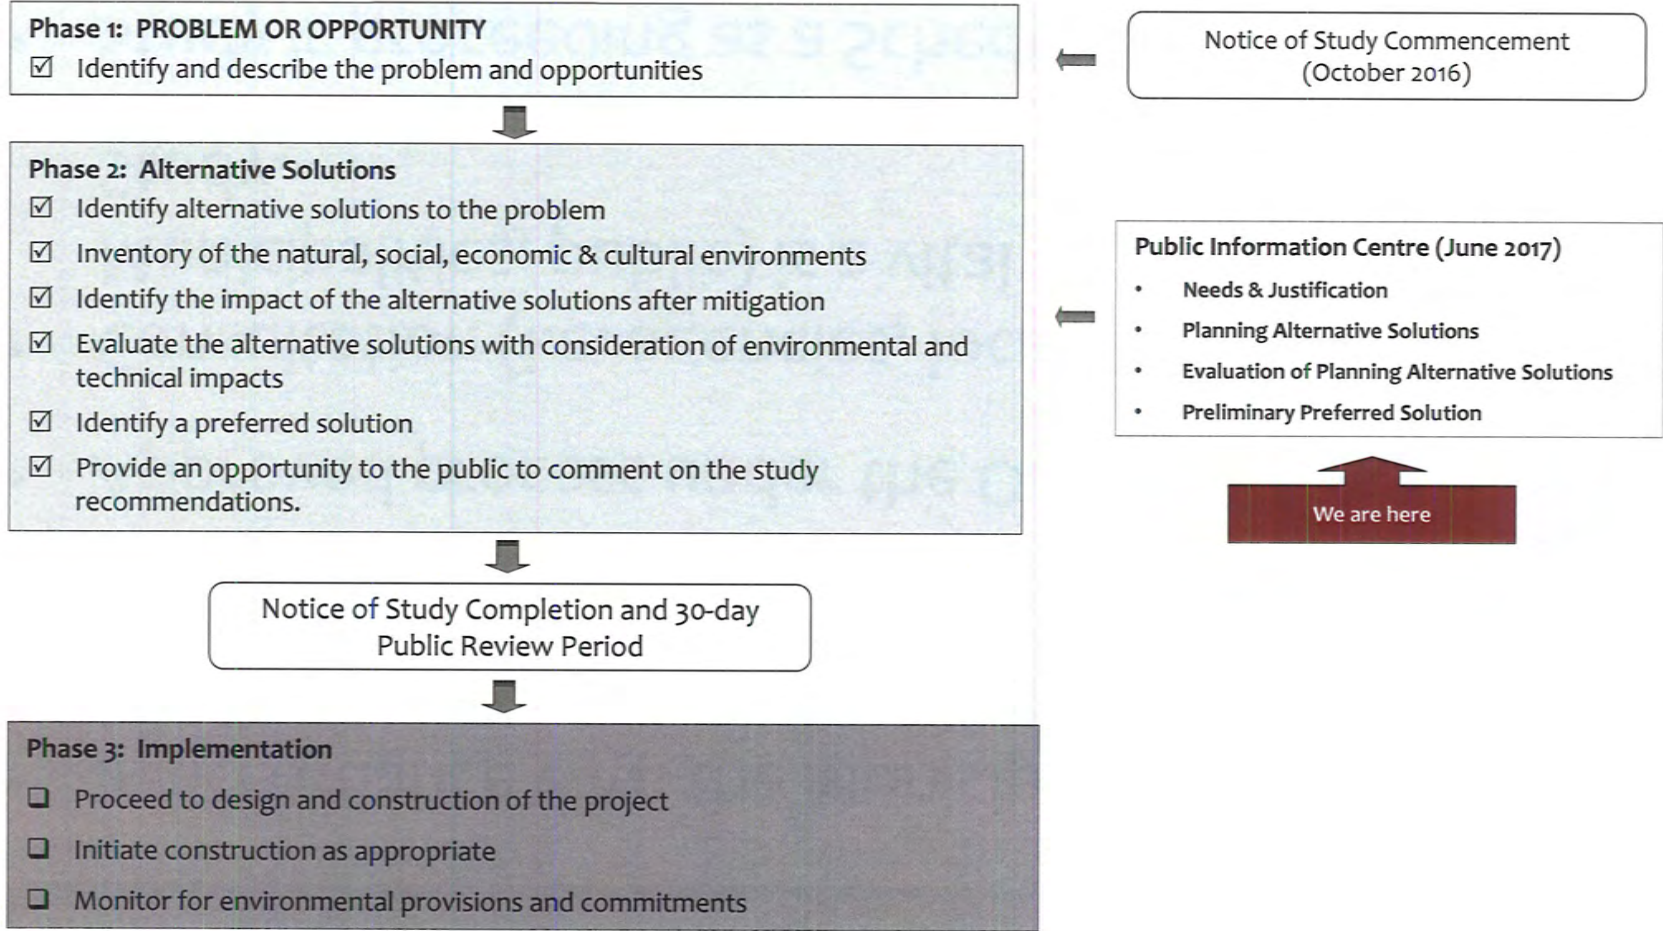 Phase 1: PROBLEM OR OPPORTUNITY
☑ Identify and describe the problem and opportunities
Notice of Study Commencement
(October 2016)
Phase 2: Alternative Solutions
☑ Identify alternative solutions to the problem
☑ Inventory of the natural, social, economic & cultural environments
☑ Identify the impact of the alternative solutions after mitigation
☑ Evaluate the alternative solutions with consideration of environmental and
technical impacts
☑ Identify a preferred solution
☑ Provide an opportunity to the public to comment on the study
recommendations.
Public Information Centre (June 2017)
• Needs & Justification
• Planning Alternative Solutions
• Evaluation of Planning Alternative Solutions
• Preliminary Preferred Solution
We are here
Notice of Study Completion and 30-day
Public Review Period
Phase 3: Implementation
❑ Proceed to design and construction of the project
❑ Initiate construction as appropriate
❑ Monitor for environmental provisions and commitments